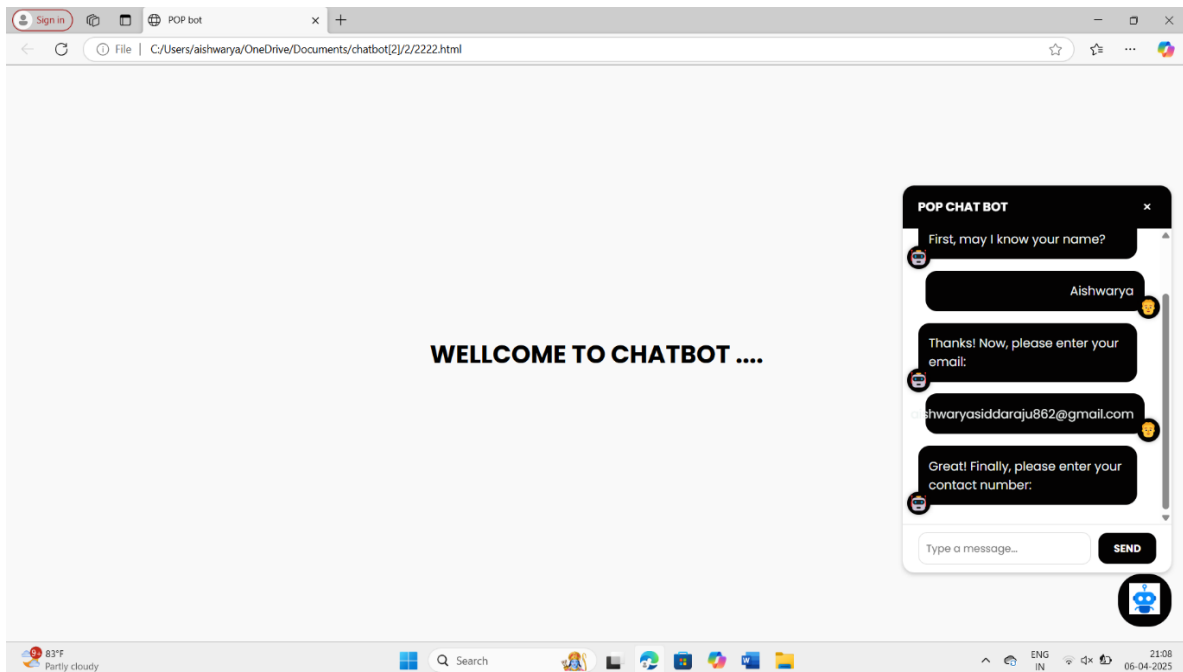 Sign in
POP bot
File
C:/Users/aishwarya/OneDrive/Documents/chatbot[2]/2/2222.html
POP CHAT BOT
First, may I know your name?
Aishwarya
Thanks! Now, please enter your
email:
WELLCOME TO CHATBOT ....
aishwaryasiddaraju862@gmail.com
Great! Finally, please enter your
contact number:
Type a message...
SEND
9+
83°F
Partly cloudy
Search
ENG
IN
21:08
06-04-2025